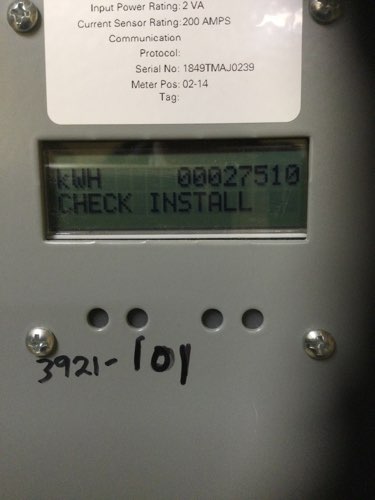 Input Power Rating: 2 VA
Current Sensor Rating: 200 AMPS
Communication
Protocol:
Serial No: 1849TMAJ0239
Meter Pos: 02-14
Tag:
kWH 00027510
CHECK INSTALL
3921-101